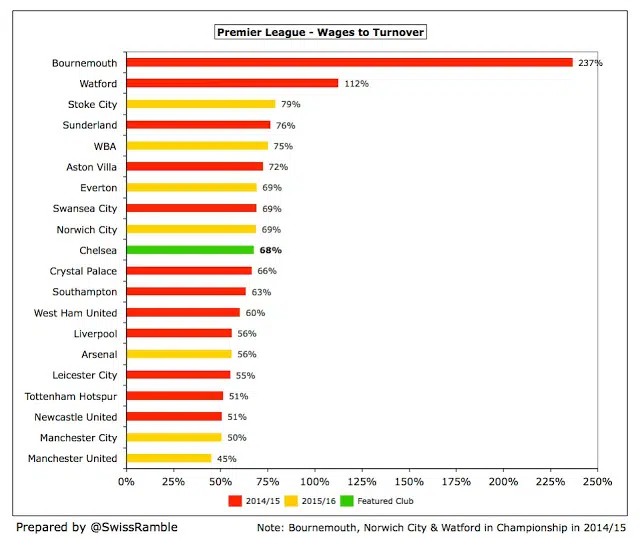 Premier League - Wages to Turnover
Bournemouth 237%
Watford 112%
Stoke City 79%
Sunderland 76%
WBA 75%
Aston Villa 72%
Everton 69%
Swansea City 69%
Norwich City 69%
Chelsea 68%
Crystal Palace 66%
Southampton 63%
West Ham United 60%
Liverpool 56%
Arsenal 56%
Leicester City 55%
Tottenham Hotspur 51%
Newcastle United 51%
Manchester City 50%
Manchester United 45%
0% 25% 50% 75% 100% 125% 150% 175% 200% 225% 250%
2014/15 2015/16 Featured Club
Prepared by @SwissRamble Note: Bournemouth, Norwich City & Watford in Championship in 2014/15